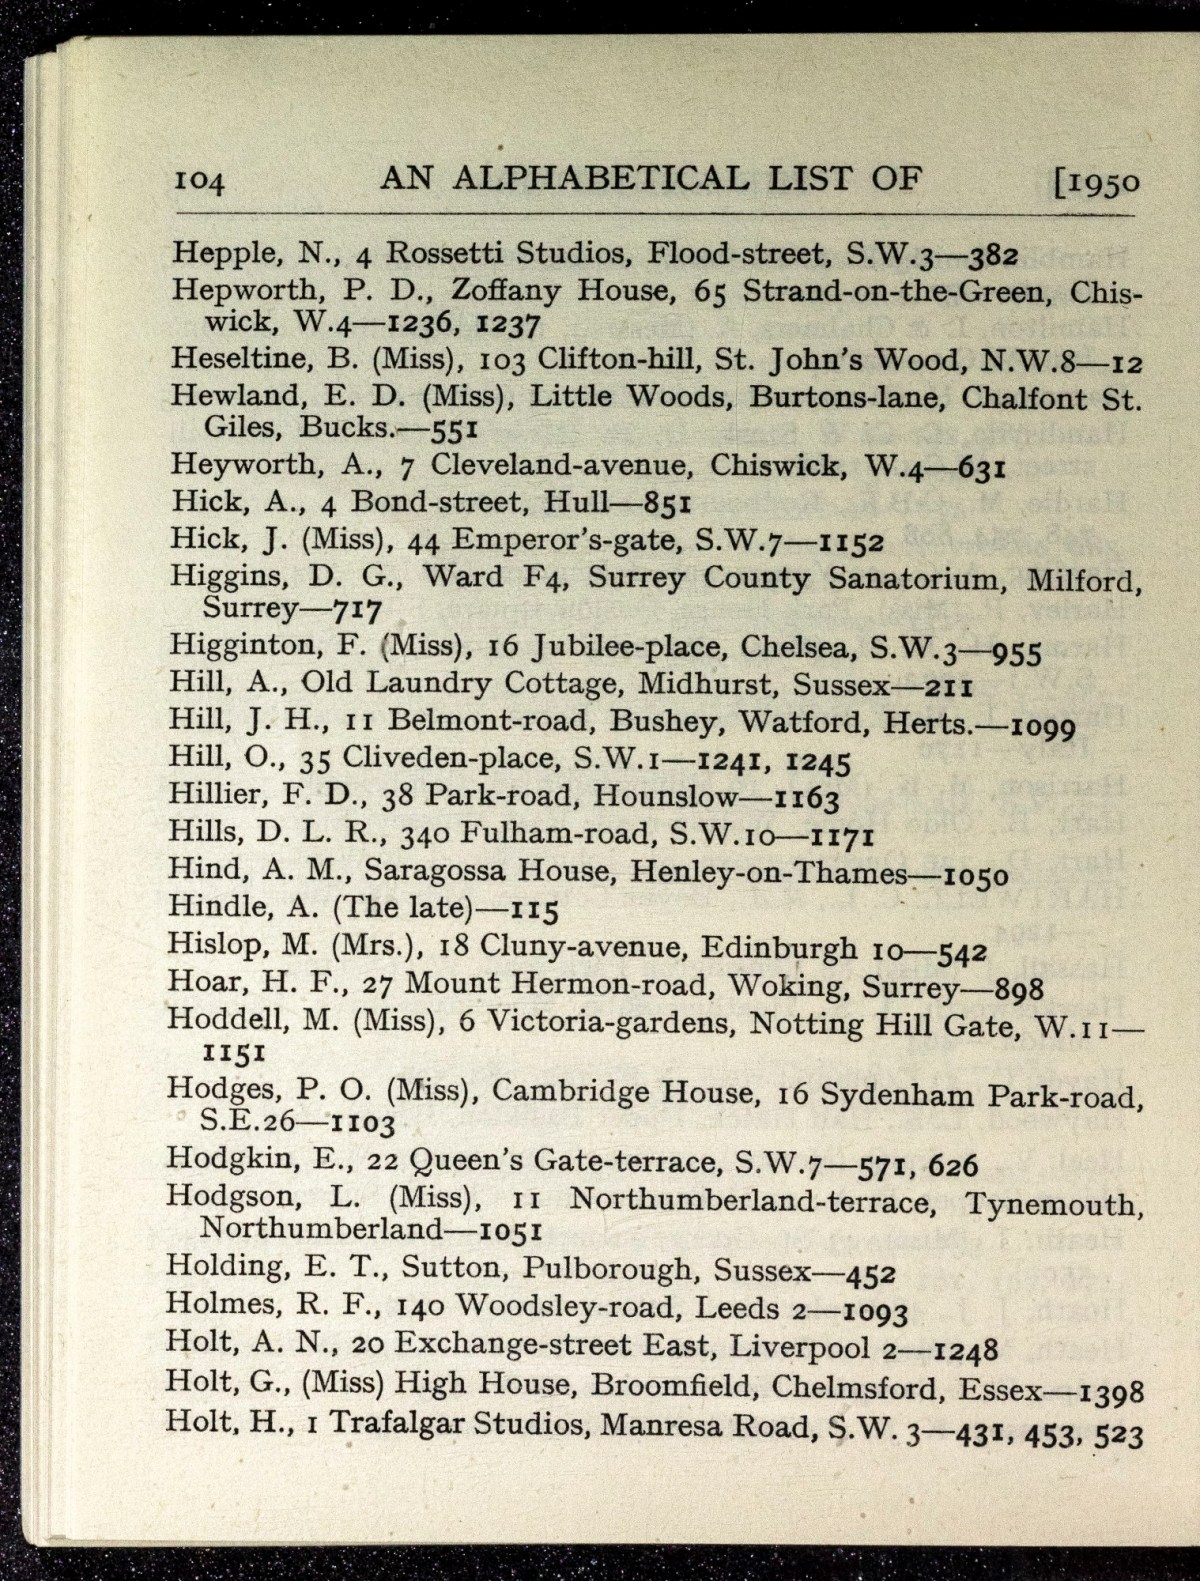 104 AN ALPHABETICAL LIST OF [1950
Hepple, N., 4 Rossetti Studios, Flood-street, S.W.3—382
Hepworth, P. D., Zoffany House, 65 Strand-on-the-Green, Chis-
wick, W.4—1236, 1237
Heseltine, B. (Miss), 103 Clifton-hill, St. John's Wood, N.W.8—12
Hewland, E. D. (Miss), Little Woods, Burtons-lane, Chalfont St.
Giles, Bucks.—551
Heyworth, A., 7 Cleveland-avenue, Chiswick, W.4—631
Hick, A., 4 Bond-street, Hull—851
Hick, J. (Miss), 44 Emperor's-gate, S.W.7—1152
Higgins, D. G., Ward F4, Surrey County Sanatorium, Milford,
Surrey—717
Higginton, F. (Miss), 16 Jubilee-place, Chelsea, S.W.3—955
Hill, A., Old Laundry Cottage, Midhurst, Sussex—211
Hill, J. H., 11 Belmont-road, Bushey, Watford, Herts.—1099
Hill, O., 35 Cliveden-place, S.W.1—1241, 1245
Hillier, F. D., 38 Park-road, Hounslow—1163
Hills, D. L. R., 340 Fulham-road, S.W.10—1171
Hind, A. M., Saragossa House, Henley-on-Thames—1050
Hindle, A. (The late)—115
Hislop, M. (Mrs.), 18 Cluny-avenue, Edinburgh 10—542
Hoar, H. F., 27 Mount Hermon-road, Woking, Surrey—898
Hoddell, M. (Miss), 6 Victoria-gardens, Notting Hill Gate, W.11—
1151
Hodges, P. O. (Miss), Cambridge House, 16 Sydenham Park-road,
S.E.26—1103
Hodgkin, E., 22 Queen's Gate-terrace, S.W.7—571, 626
Hodgson, L. (Miss), 11 Northumberland-terrace, Tynemouth,
Northumberland—1051
Holding, E. T., Sutton, Pulborough, Sussex—452
Holmes, R. F., 140 Woodsley-road, Leeds 2—1093
Holt, A. N., 20 Exchange-street East, Liverpool 2—1248
Holt, G., (Miss) High House, Broomfield, Chelmsford, Essex—1398
Holt, H., 1 Trafalgar Studios, Manresa Road, S.W. 3—431, 453, 523